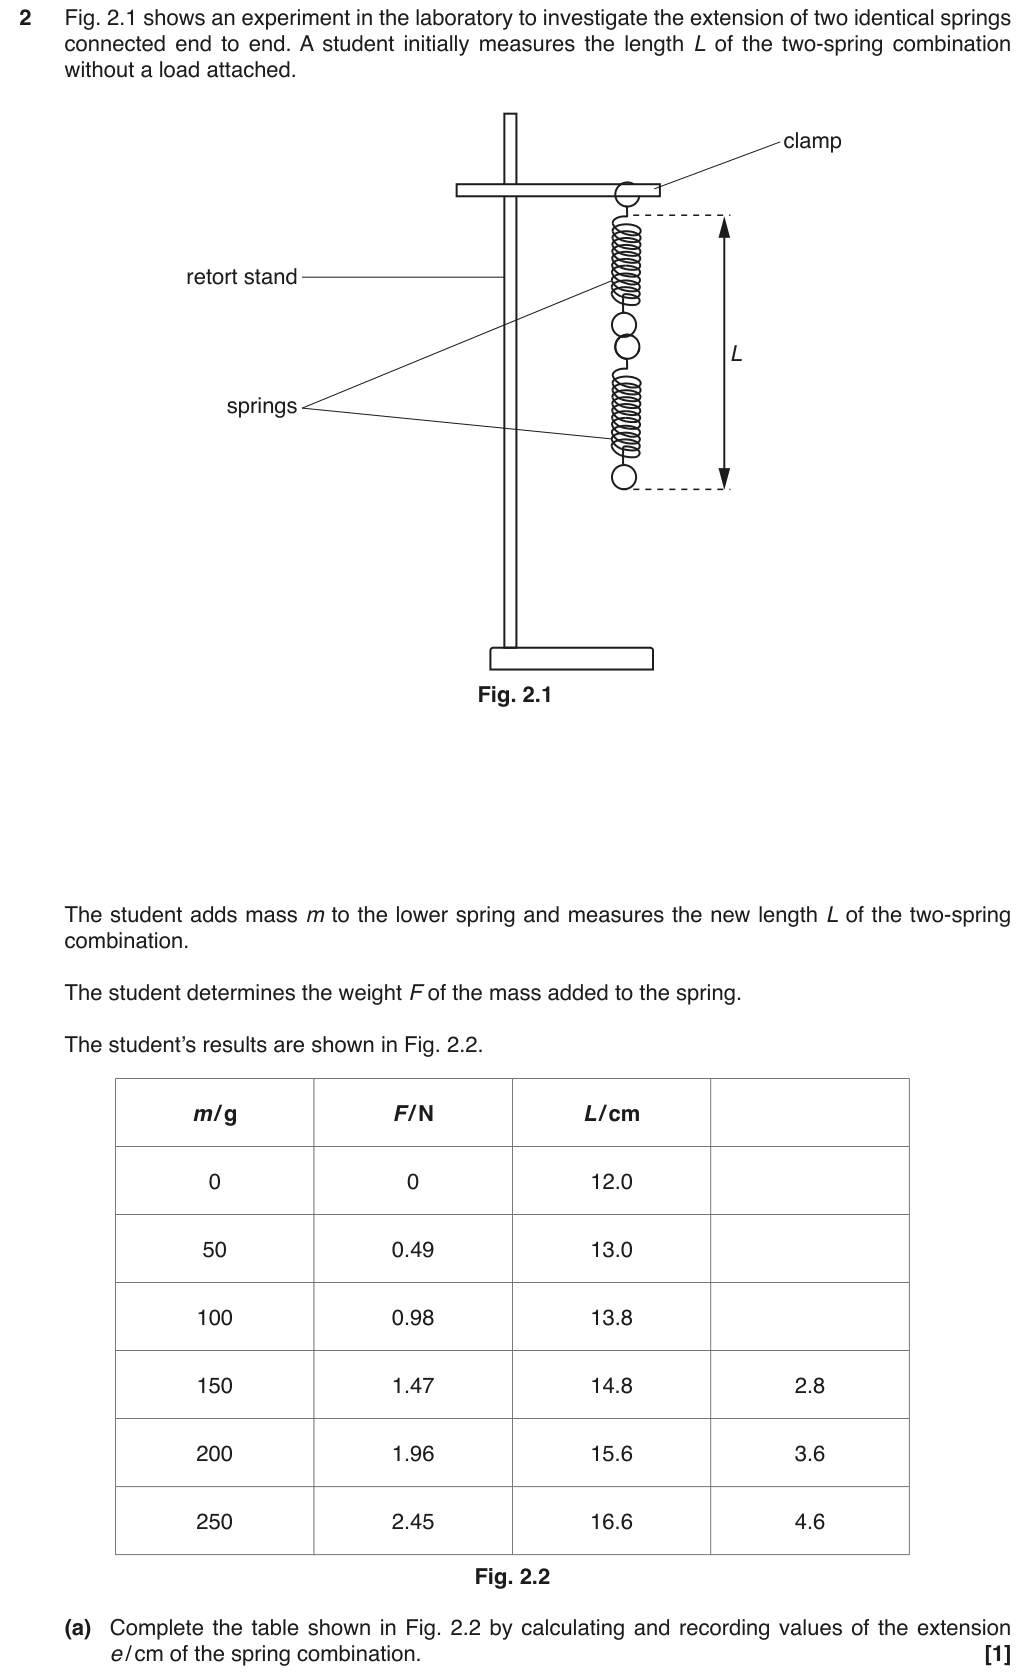 2 Fig. 2.1 shows an experiment in the laboratory to investigate the extension of two identical springs
connected end to end. A student initially measures the length L of the two-spring combination
without a load attached.
clamp
retort stand
L
springs
Fig. 2.1
The student adds mass m to the lower spring and measures the new length L of the two-spring
combination.
The student determines the weight F of the mass added to the spring.
The student's results are shown in Fig. 2.2.
m/g F/N L/cm
0 0 12.0
50 0.49 13.0
100 0.98 13.8
150 1.47 14.8 2.8
200 1.96 15.6 3.6
250 2.45 16.6 4.6
Fig. 2.2
(a) Complete the table shown in Fig. 2.2 by calculating and recording values of the extension
e/cm of the spring combination. [1]